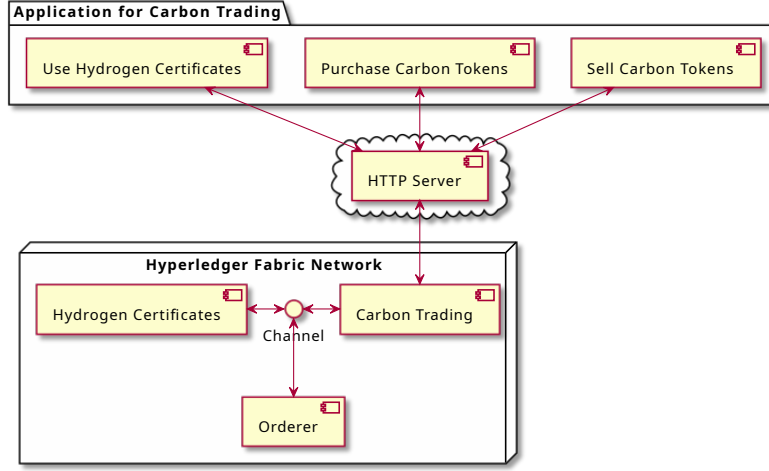 Application for Carbon Trading
Use Hydrogen Certificates
Purchase Carbon Tokens
Sell Carbon Tokens
HTTP Server
Hyperledger Fabric Network
Hydrogen Certificates
Carbon Trading
Channel
Orderer